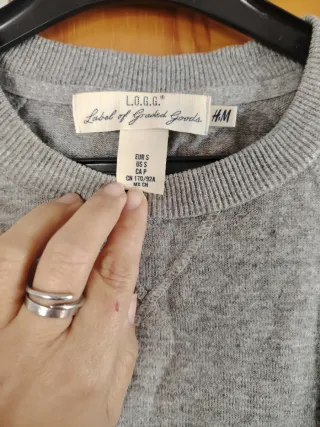 L.O.G.G.®
Label of Graded Goods
H&M
EUR S
US S
CA P
CN 170/92A
MX CH